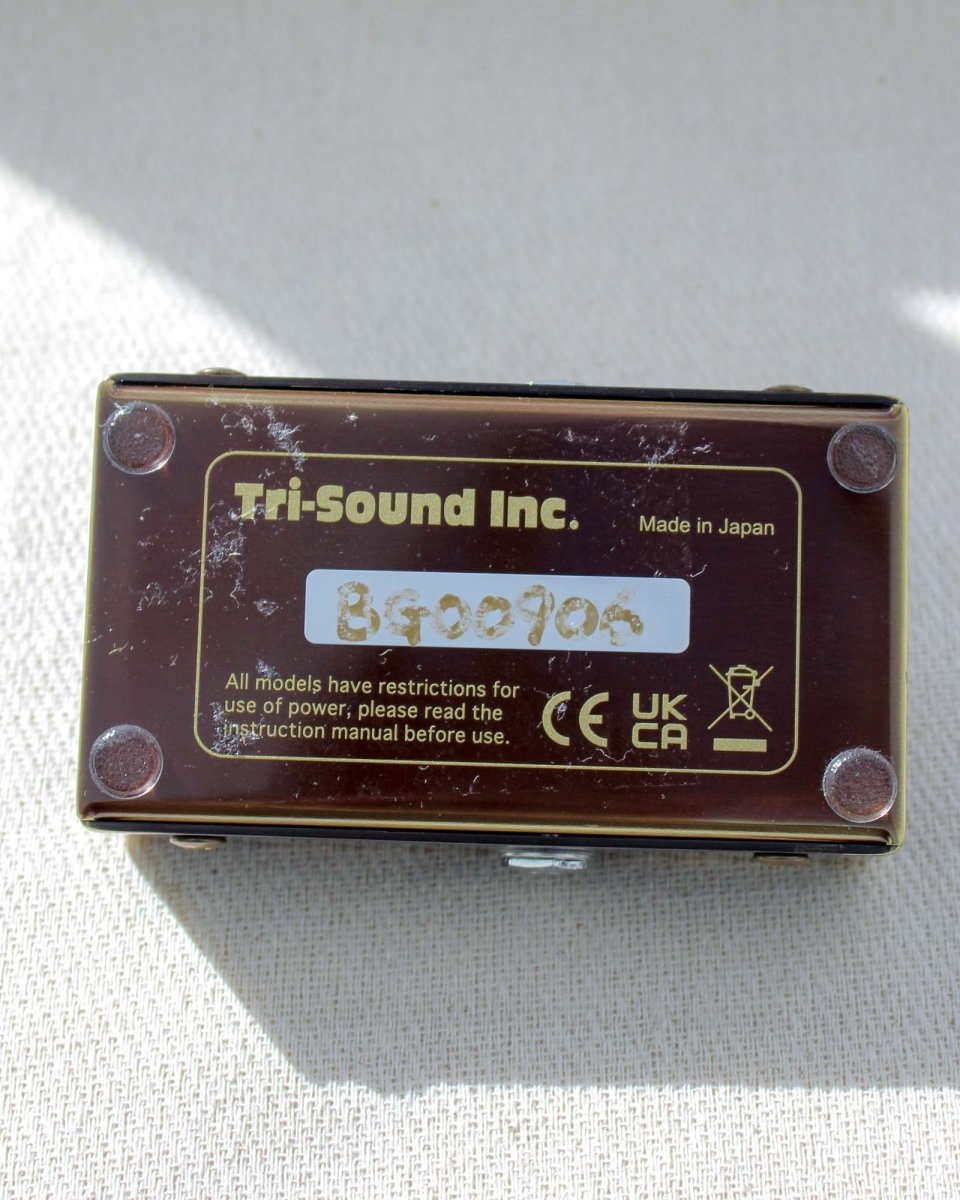 Tri-Sound Inc.
Made in Japan
BG00906
All models have restrictions for
use of power, please read the
instruction manual before use.
CE
UK
CA